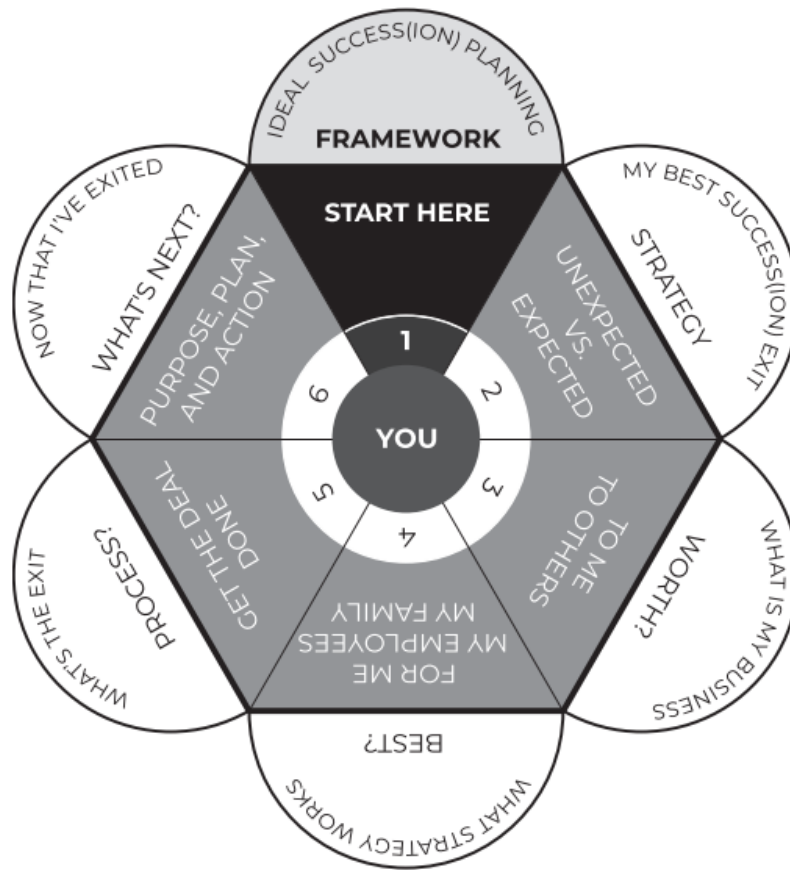 IDEAL SUCCESS(ION) PLANNING
FRAMEWORK
START HERE
1
MY BEST SUCCESS(ION) EXIT
STRATEGY
UNEXPECTED
VS.
EXPECTED
2
WHAT IS MY BUSINESS
WORTH?
TO ME
TO OTHERS
3
WHAT STRATEGY WORKS
BEST?
FOR ME
MY EMPLOYEES
MY FAMILY
4
WHAT'S THE EXIT
PROCESS?
GET THE DEAL
DONE
5
NOW THAT I'VE EXITED
WHAT'S NEXT?
PURPOSE, PLAN,
AND ACTION
6
YOU